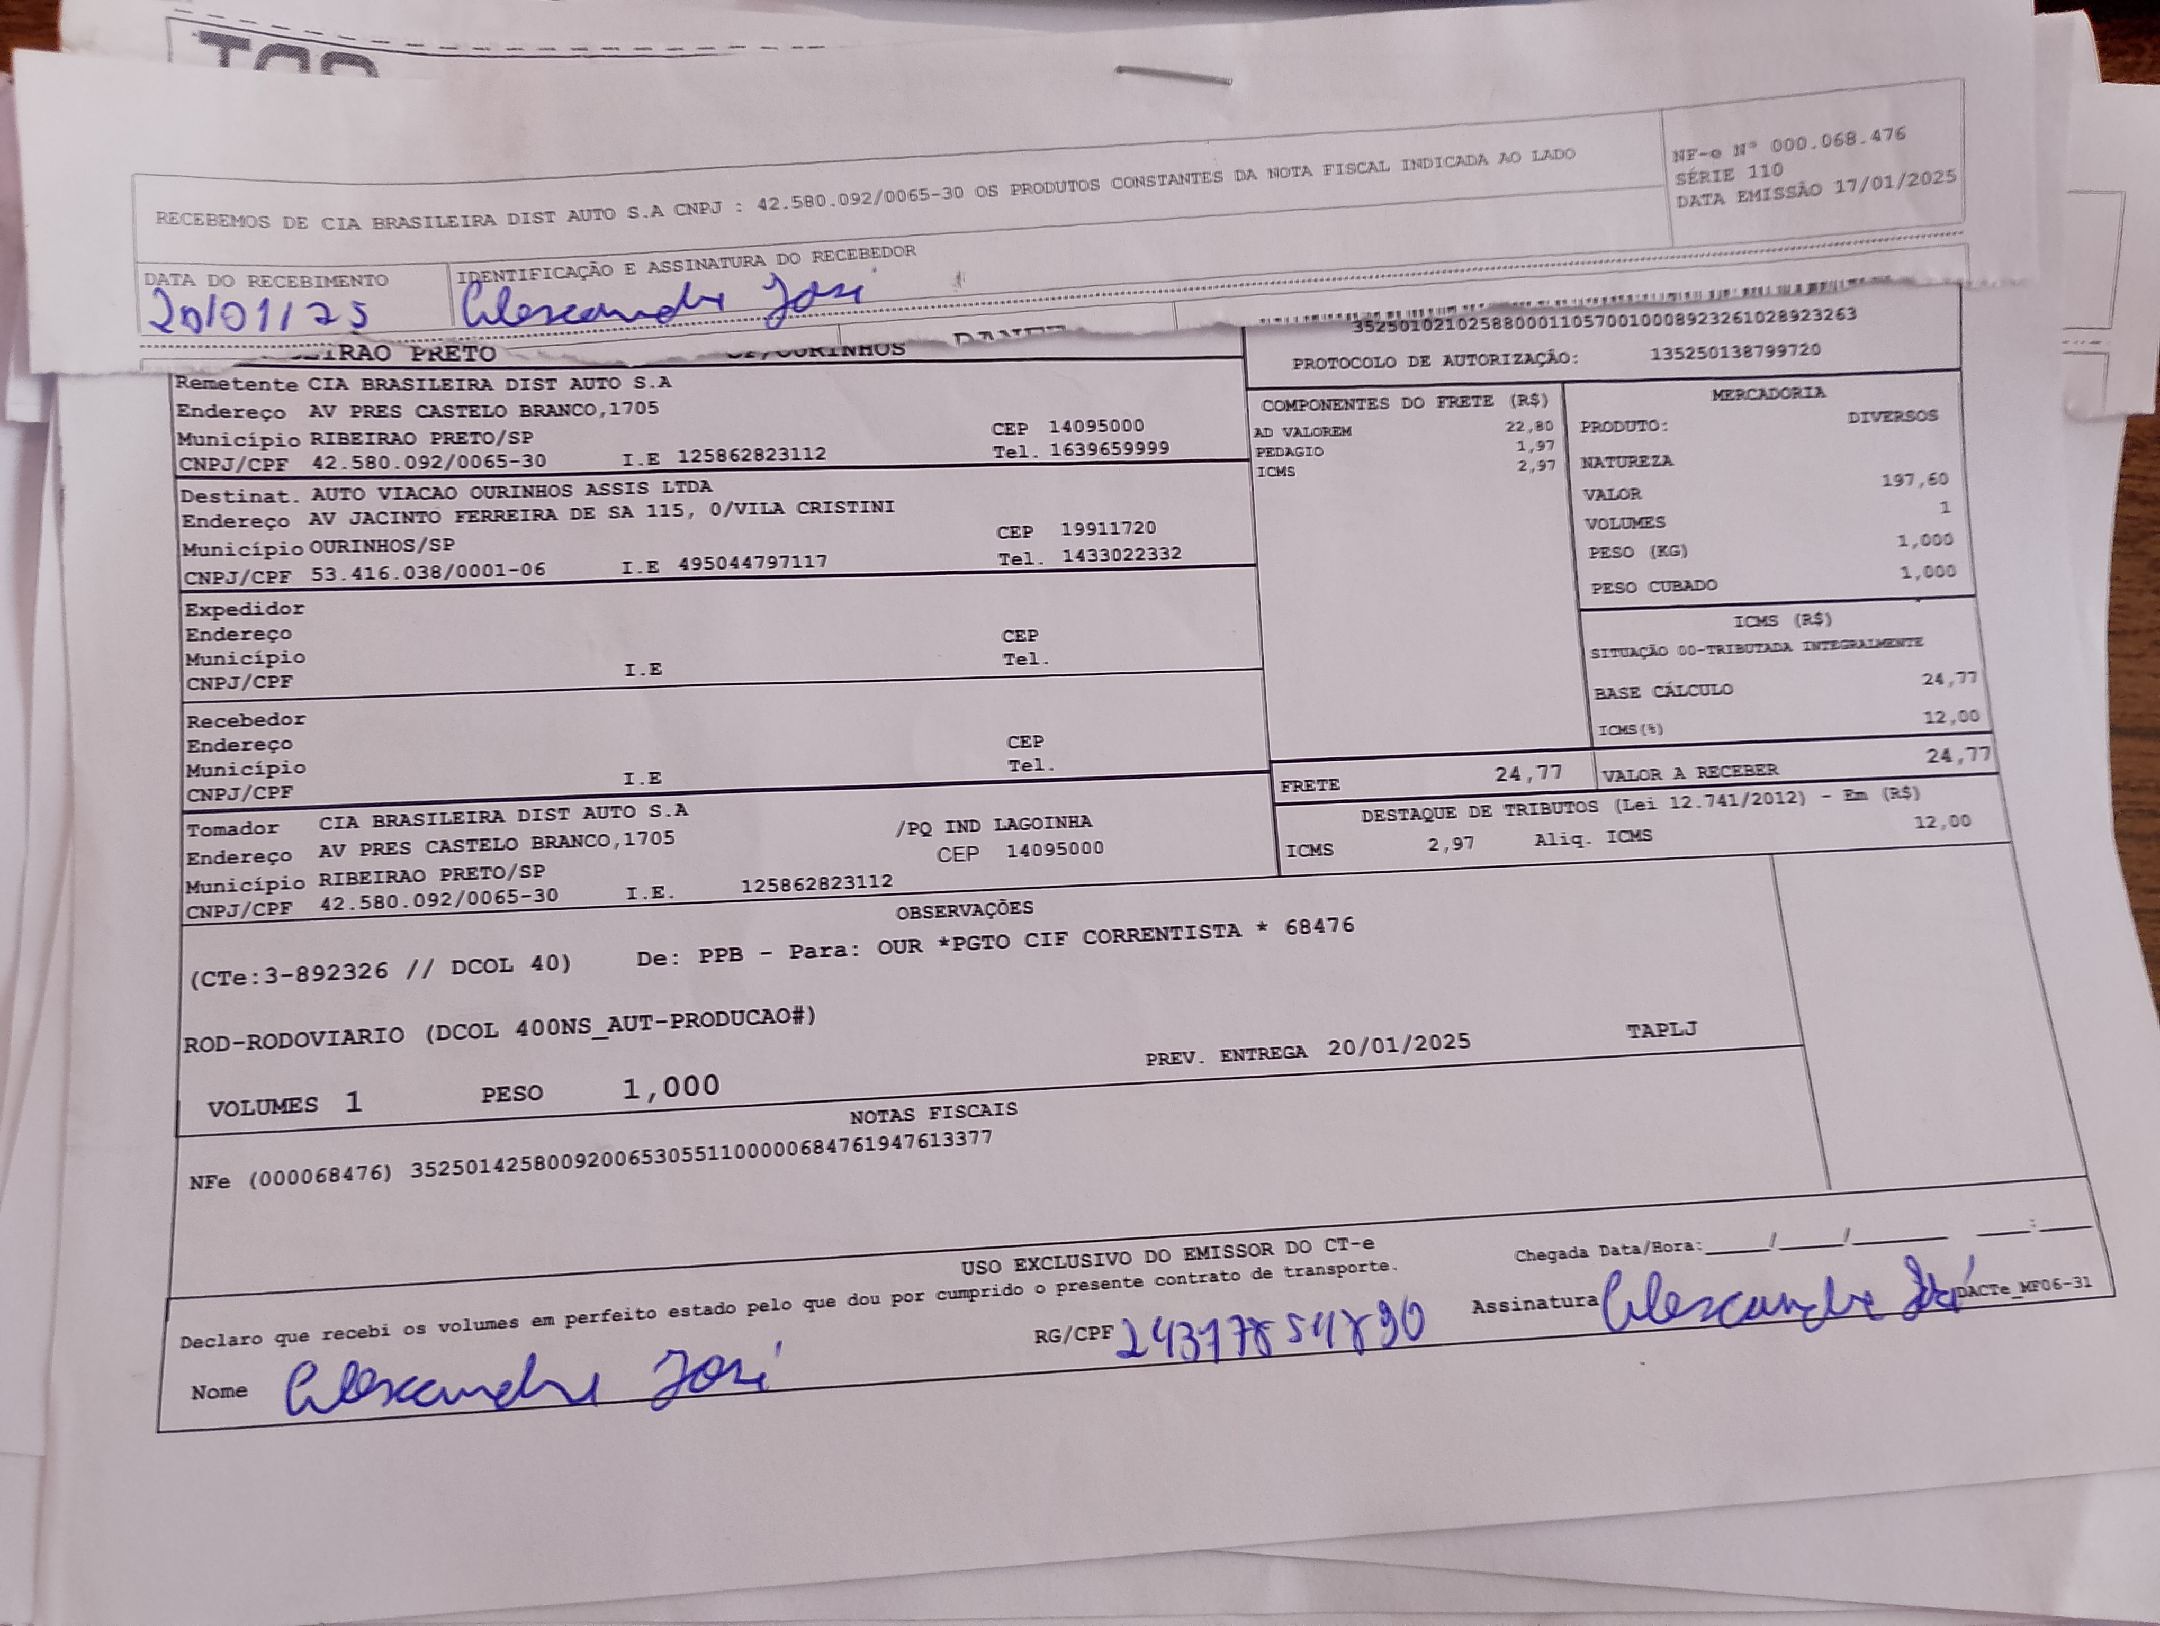 RECEBEMOS DE CIA BRASILEIRA DIST AUTO S.A CNPJ : 42.580.092/0065-30 OS PRODUTOS CONSTANTES DA NOTA FISCAL INDICADA AO LADO
NF-e Nº 000.068.476
SÉRIE 110
DATA EMISSÃO 17/01/2025
DATA DO RECEBIMENTO
20/01/25
IDENTIFICAÇÃO E ASSINATURA DO RECEBEDOR
Alexandre José
35250102102588000110570010008923261028923263
PROTOCOLO DE AUTORIZAÇÃO: 135250138799720
PRETO
OURINHOS
Remetente CIA BRASILEIRA DIST AUTO S.A
Endereço AV PRES CASTELO BRANCO,1705
Município RIBEIRAO PRETO/SP CEP 14095000
CNPJ/CPF 42.580.092/0065-30 I.E 125862823112 Tel. 1639659999
Destinat. AUTO VIACAO OURINHOS ASSIS LTDA
Endereço AV JACINTO FERREIRA DE SA 115, 0/VILA CRISTINI
Município OURINHOS/SP CEP 19911720
CNPJ/CPF 53.416.038/0001-06 I.E 495044797117 Tel. 1433022332
Expedidor
Endereço
Município CEP
CNPJ/CPF I.E Tel.
Recebedor
Endereço
Município CEP
CNPJ/CPF I.E Tel.
Tomador CIA BRASILEIRA DIST AUTO S.A
Endereço AV PRES CASTELO BRANCO,1705 /PQ IND LAGOINHA
Município RIBEIRAO PRETO/SP CEP 14095000
CNPJ/CPF 42.580.092/0065-30 I.E. 125862823112
COMPONENTES DO FRETE (R$)
AD VALOREM 22,80
PEDAGIO 1,97
ICMS 2,97
MERCADORIA
PRODUTO: DIVERSOS
NATUREZA
VALOR 197,60
VOLUMES 1
PESO (KG) 1,000
PESO CUBADO 1,000
ICMS (R$)
SITUAÇÃO 00-TRIBUTADA INTEGRALMENTE
BASE CÁLCULO 24,77
ICMS(%) 12,00
FRETE 24,77 VALOR A RECEBER 24,77
DESTAQUE DE TRIBUTOS (Lei 12.741/2012) - Em (R$)
ICMS 2,97 Aliq. ICMS 12,00
OBSERVAÇÕES
(CTe:3-892326 // DCOL 40) De: PPB - Para: OUR *PGTO CIF CORRENTISTA * 68476
ROD-RODOVIARIO (DCOL 400NS_AUT-PRODUCAO#)
PREV. ENTREGA 20/01/2025 TAPLJ
VOLUMES 1 PESO 1,000
NOTAS FISCAIS
NFe (000068476) 35250142580092006530551100000684761947613377
USO EXCLUSIVO DO EMISSOR DO CT-e
Declaro que recebi os volumes em perfeito estado pelo que dou por cumprido o presente contrato de transporte.
Chegada Data/Hora:_____/_____/_______ ____:____
Nome Alexandre José
RG/CPF 24317854890
Assinatura Alexandre José
DACTe_MF06-31